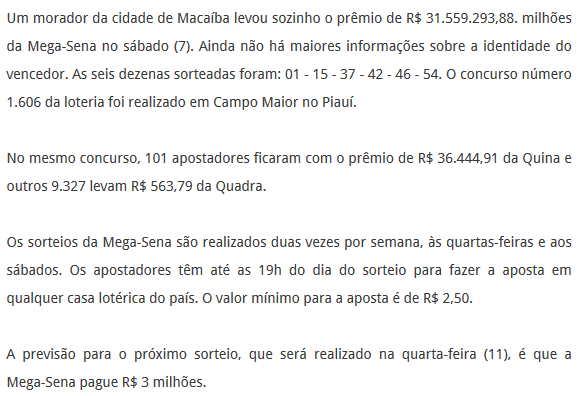 Um morador da cidade de Macaíba levou sozinho o prêmio de R$ 31.559.293,88. milhões
da Mega-Sena no sábado (7). Ainda não há maiores informações sobre a identidade do
vencedor. As seis dezenas sorteadas foram: 01 - 15 - 37 - 42 - 46 - 54. O concurso número
1.606 da loteria foi realizado em Campo Maior no Piauí.
No mesmo concurso, 101 apostadores ficaram com o prêmio de R$ 36.444,91 da Quina e
outros 9.327 levam R$ 563,79 da Quadra.
Os sorteios da Mega-Sena são realizados duas vezes por semana, às quartas-feiras e aos
sábados. Os apostadores têm até as 19h do dia do sorteio para fazer a aposta em
qualquer casa lotérica do país. O valor mínimo para a aposta é de R$ 2,50.
A previsão para o próximo sorteio, que será realizado na quarta-feira (11), é que a
Mega-Sena pague R$ 3 milhões.